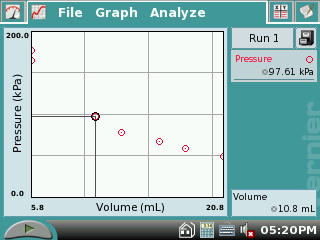 File Graph Analyze
200.0
Pressure (kPa)
0.0
5.8
Volume (mL)
20.8
Run 1
Pressure
97.61 kPa
Volume
10.8 mL
05:20PM